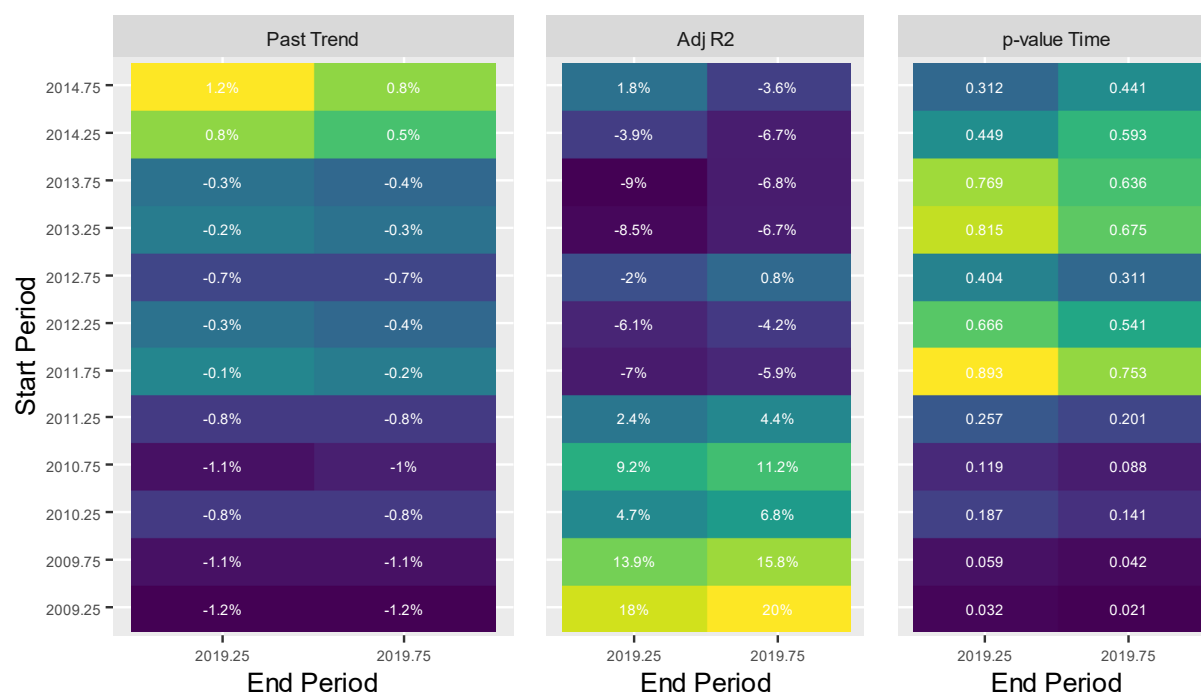 Past Trend Adj R2 p-value Time
2014.75 1.2% 0.8% 1.8% -3.6% 0.312 0.441
2014.25 0.8% 0.5% -3.9% -6.7% 0.449 0.593
2013.75 -0.3% -0.4% -9% -6.8% 0.769 0.636
2013.25 -0.2% -0.3% -8.5% -6.7% 0.815 0.675
2012.75 -0.7% -0.7% -2% 0.8% 0.404 0.311
2012.25 -0.3% -0.4% -6.1% -4.2% 0.666 0.541
2011.75 -0.1% -0.2% -7% -5.9% 0.893 0.753
2011.25 -0.8% -0.8% 2.4% 4.4% 0.257 0.201
2010.75 -1.1% -1% 9.2% 11.2% 0.119 0.088
2010.25 -0.8% -0.8% 4.7% 6.8% 0.187 0.141
2009.75 -1.1% -1.1% 13.9% 15.8% 0.059 0.042
2009.25 -1.2% -1.2% 18% 20% 0.032 0.021
Start Period
2019.25 2019.75 2019.25 2019.75 2019.25 2019.75
End Period End Period End Period